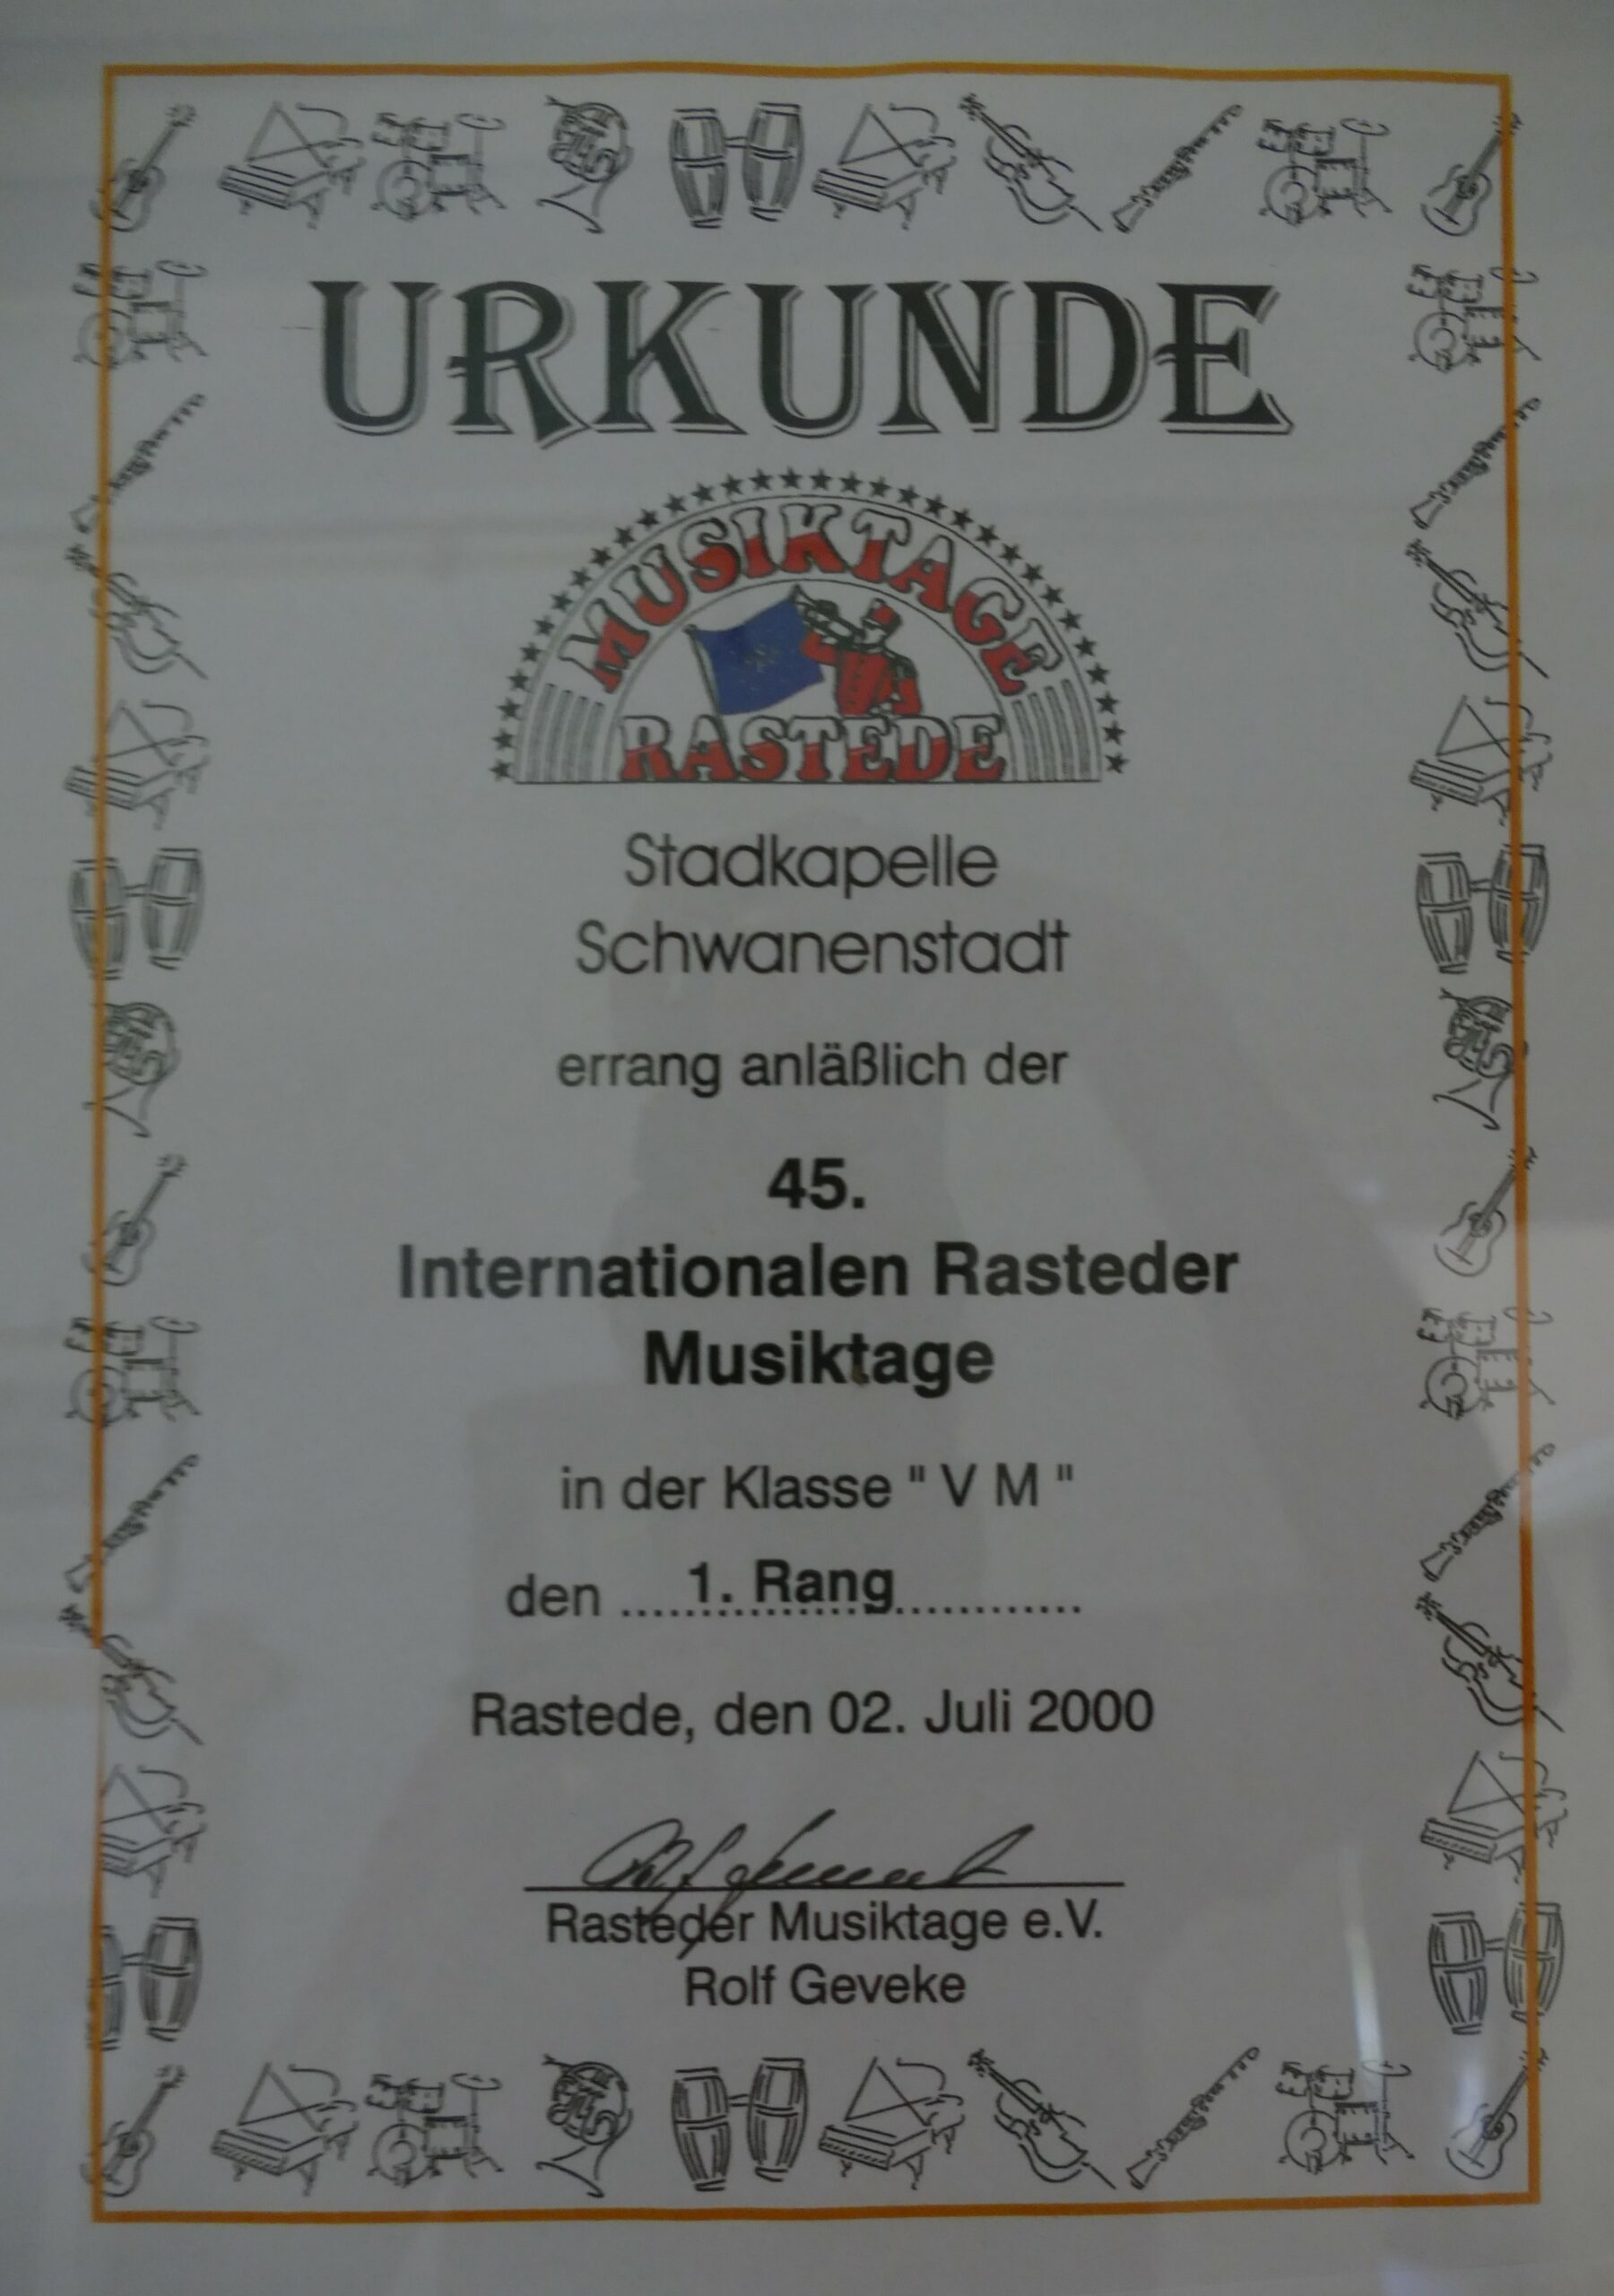 URKUNDE
MUSIKTAGE
RASTEDE
Stadkapelle
Schwanenstadt
errang anläßlich der
45.
Internationalen Rasteder
Musiktage
in der Klasse " V M "
den ....1. Rang............
Rastede, den 02. Juli 2000
Rasteder Musiktage e.V.
Rolf Geveke